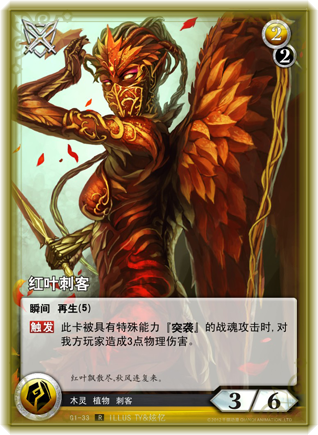 2
2
红叶刺客
瞬间 再生(5)
触发 此卡被具有特殊能力『突袭』的战魂攻击时,对
我方玩家造成3点物理伤害。
红叶飘散尽,秋风连复来。
木灵 植物 刺客
3 / 6
R ILLUS